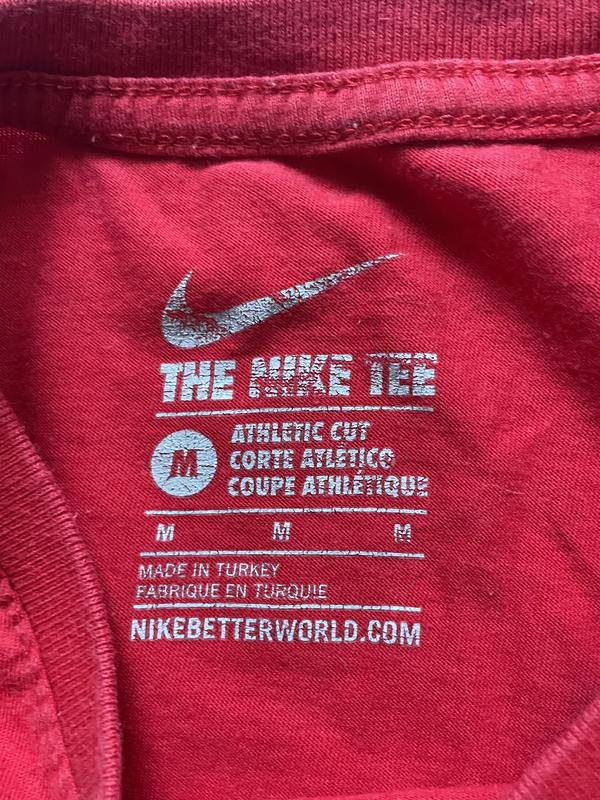 THE NIKE TEE
M
ATHLETIC CUT
CORTE ATLÉTICO
COUPE ATHLÉTIQUE
M M M
MADE IN TURKEY
FABRIQUE EN TURQUIE
NIKEBETTERWORLD.COM